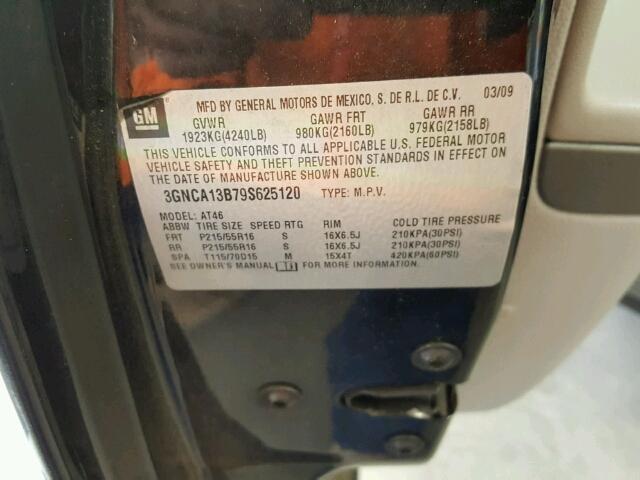 GM
MFD BY GENERAL MOTORS DE MEXICO, S. DE R.L. DE C.V. 03/09
GVWR GAWR FRT GAWR RR
1923KG(4240LB) 980KG(2160LB) 979KG(2158LB)
THIS VEHICLE CONFORMS TO ALL APPLICABLE U.S. FEDERAL MOTOR
VEHICLE SAFETY AND THEFT PREVENTION STANDARDS IN EFFECT ON
THE DATE OF MANUFACTURE SHOWN ABOVE.
3GNCA13B79S625120 TYPE: M.P.V.
MODEL: AT46
ABBW TIRE SIZE SPEED RTG RIM COLD TIRE PRESSURE
FRT P215/55R16 S 16X6.5J 210KPA(30PSI)
RR P215/55R16 S 16X6.5J 210KPA(30PSI)
SPA T115/70D15 M 15X4T 420KPA(60PSI)
SEE OWNER'S MANUAL FOR MORE INFORMATION.